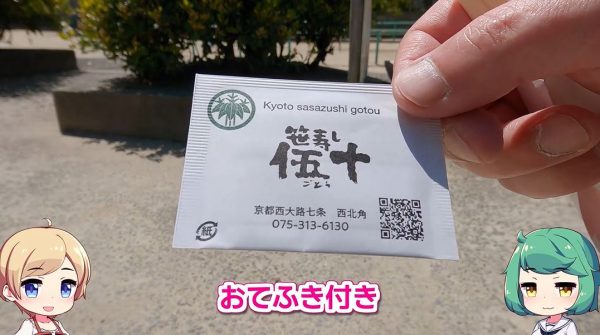 Kyoto sasazushi gotou
笹寿し
伍十
ごとう
京都西大路七条　西北角
075-313-6130
紙
おてふき付き